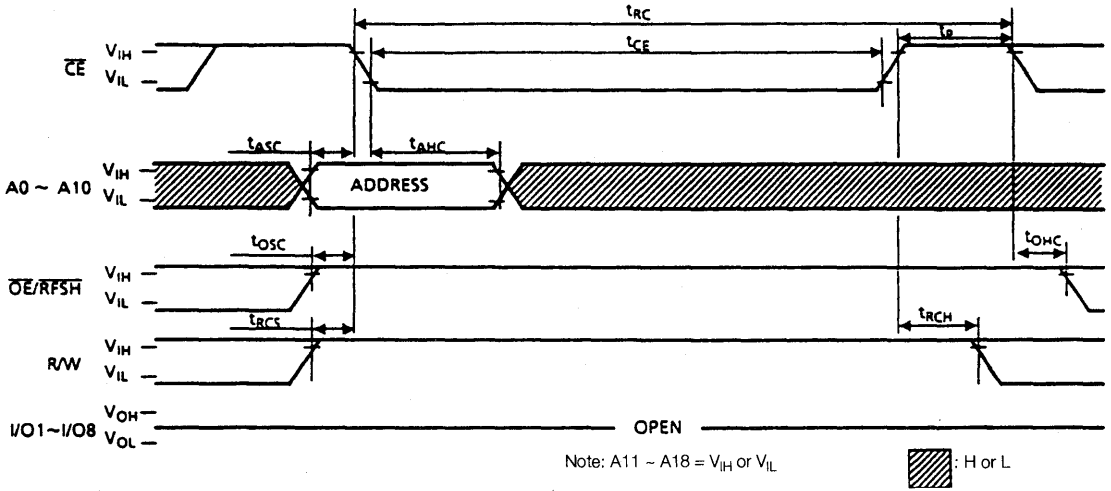 tRC
tCE
tP
CE
VIH
VIL
tASC
tAHC
A0 ~ A10
VIH
VIL
ADDRESS
tOSC
tOHC
OE/RFSH
VIH
VIL
tRCS
tRCH
R/W
VIH
VIL
I/O1~I/O8
VOH
VOL
OPEN
Note: A11 ~ A18 = VIH or VIL
: H or L